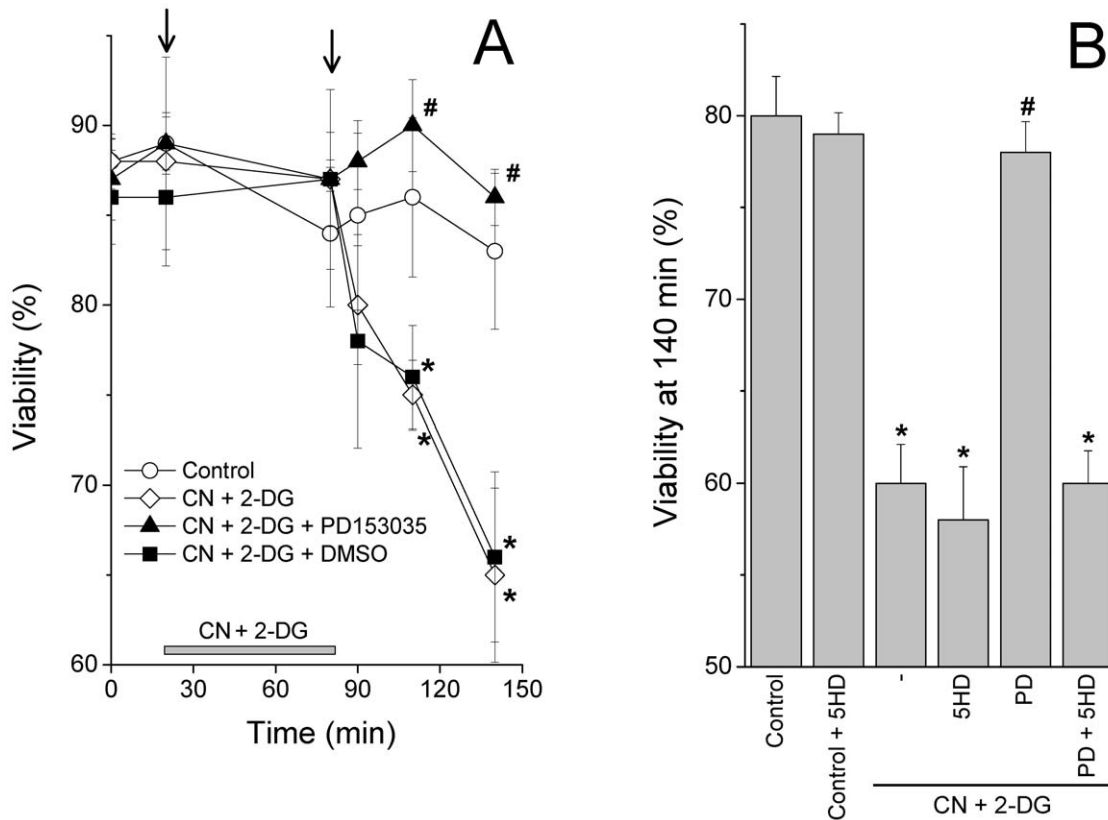 A
Viability (%)
90
80
70
60
#
#
*
*
*
*
Control
CN + 2-DG
CN + 2-DG + PD153035
CN + 2-DG + DMSO
CN + 2-DG
0 30 60 90 120 150
Time (min)
B
Viability at 140 min (%)
80
70
60
50
*
*
#
*
Control
Control + 5HD
-
5HD
PD
PD + 5HD
CN + 2-DG